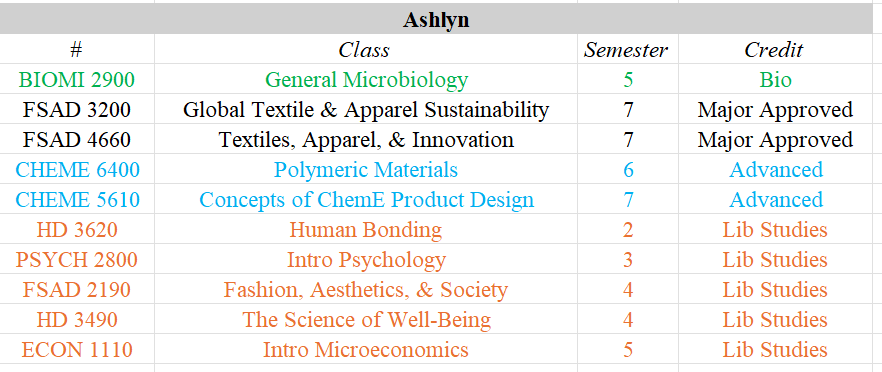 Ashlyn
# Class Semester Credit
BIOMI 2900 General Microbiology 5 Bio
FSAD 3200 Global Textile & Apparel Sustainability 7 Major Approved
FSAD 4660 Textiles, Apparel, & Innovation 7 Major Approved
CHEME 6400 Polymeric Materials 6 Advanced
CHEME 5610 Concepts of ChemE Product Design 7 Advanced
HD 3620 Human Bonding 2 Lib Studies
PSYCH 2800 Intro Psychology 3 Lib Studies
FSAD 2190 Fashion, Aesthetics, & Society 4 Lib Studies
HD 3490 The Science of Well-Being 4 Lib Studies
ECON 1110 Intro Microeconomics 5 Lib Studies